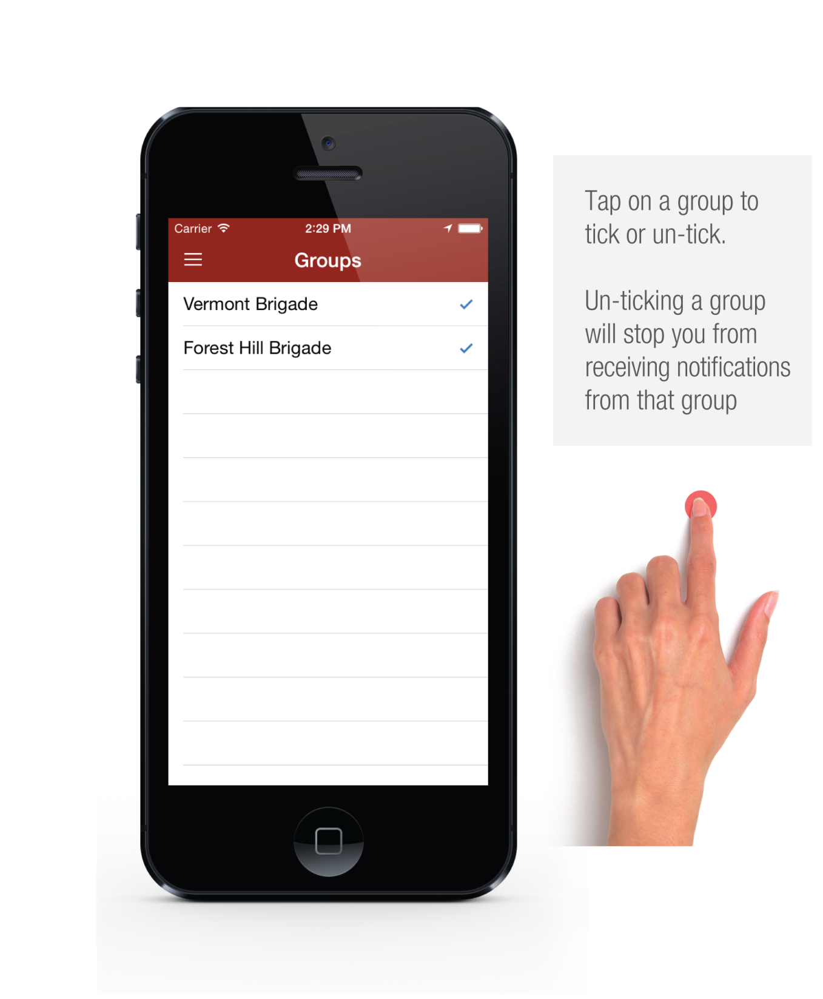 Carrier 2:29 PM
Groups
Vermont Brigade
Forest Hill Brigade
Tap on a group to
tick or un-tick.
Un-ticking a group
will stop you from
receiving notifications
from that group